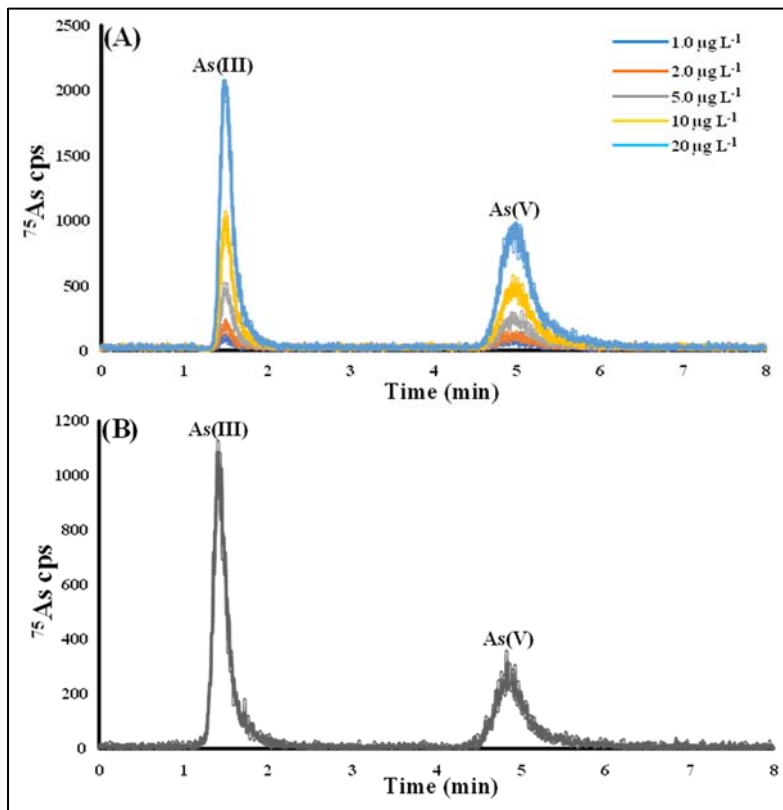 (A)
2500
2000
1500
1000
500
0
⁷⁵As cps
As(III)
As(V)
1.0 µg L⁻¹
2.0 µg L⁻¹
5.0 µg L⁻¹
10 µg L⁻¹
20 µg L⁻¹
0 1 2 3 4 5 6 7 8
Time (min)
(B)
1200
1000
800
600
400
200
0
⁷⁵As cps
As(III)
As(V)
0 1 2 3 4 5 6 7 8
Time (min)